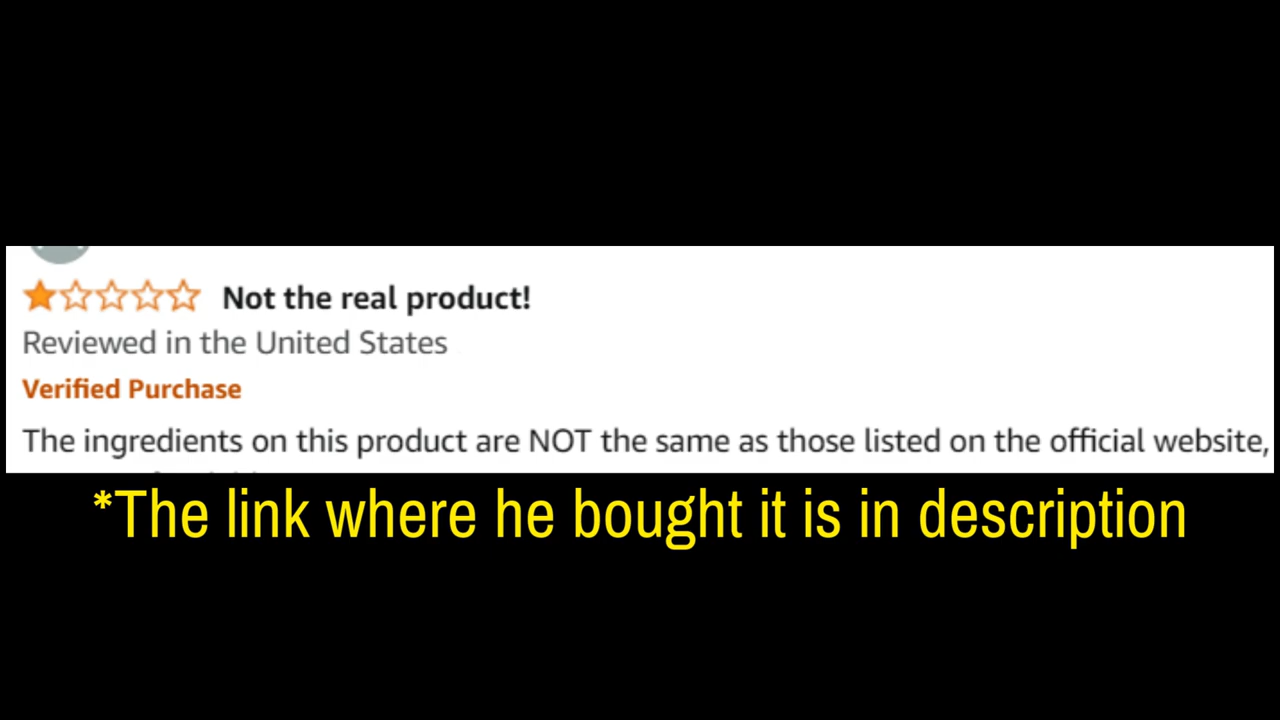 Not the real product!
Reviewed in the United States
Verified Purchase
The ingredients on this product are NOT the same as those listed on the official website,
*The link where he bought it is in description